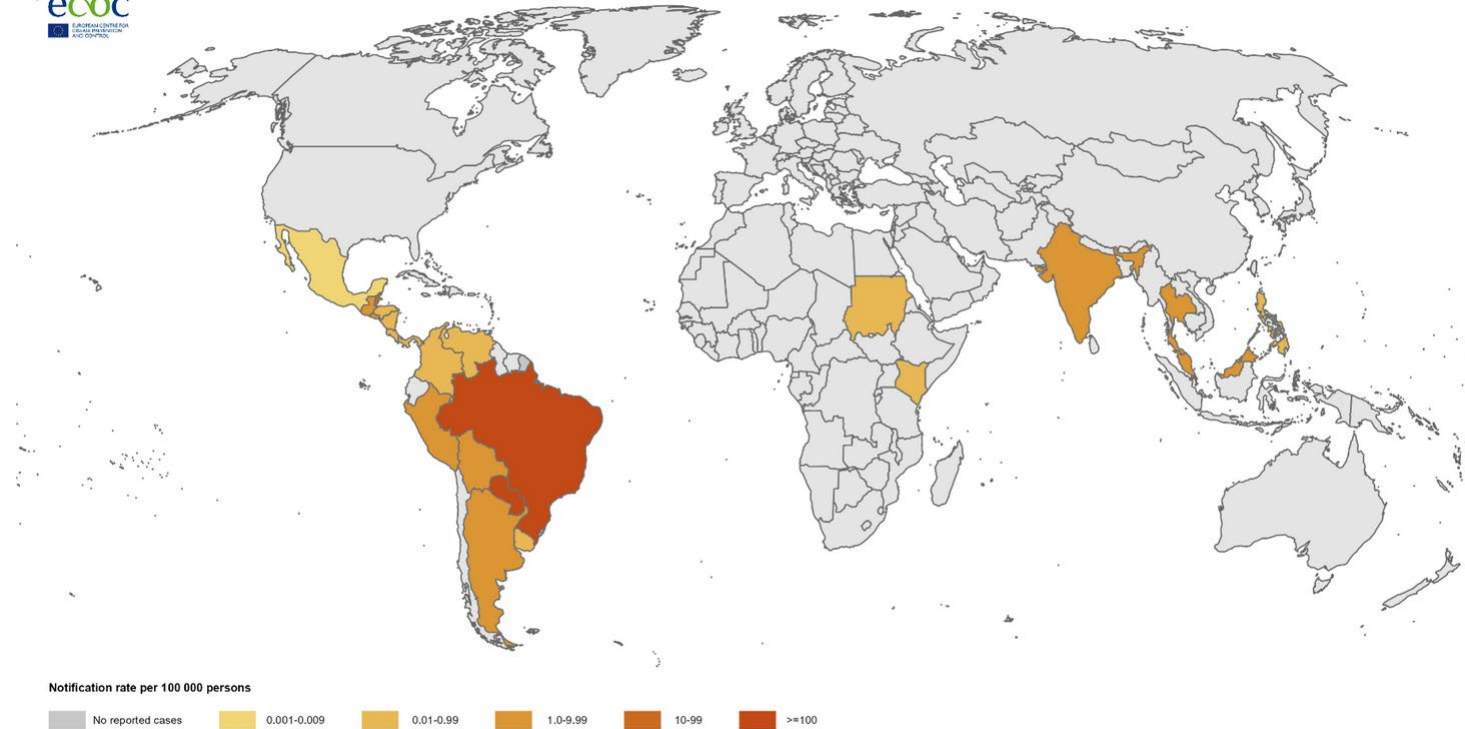 ecdc
EUROPEAN CENTRE FOR
DISEASE PREVENTION
AND CONTROL
Notification rate per 100 000 persons
No reported cases
0.001-0.009
0.01-0.99
1.0-9.99
10-99
>=100